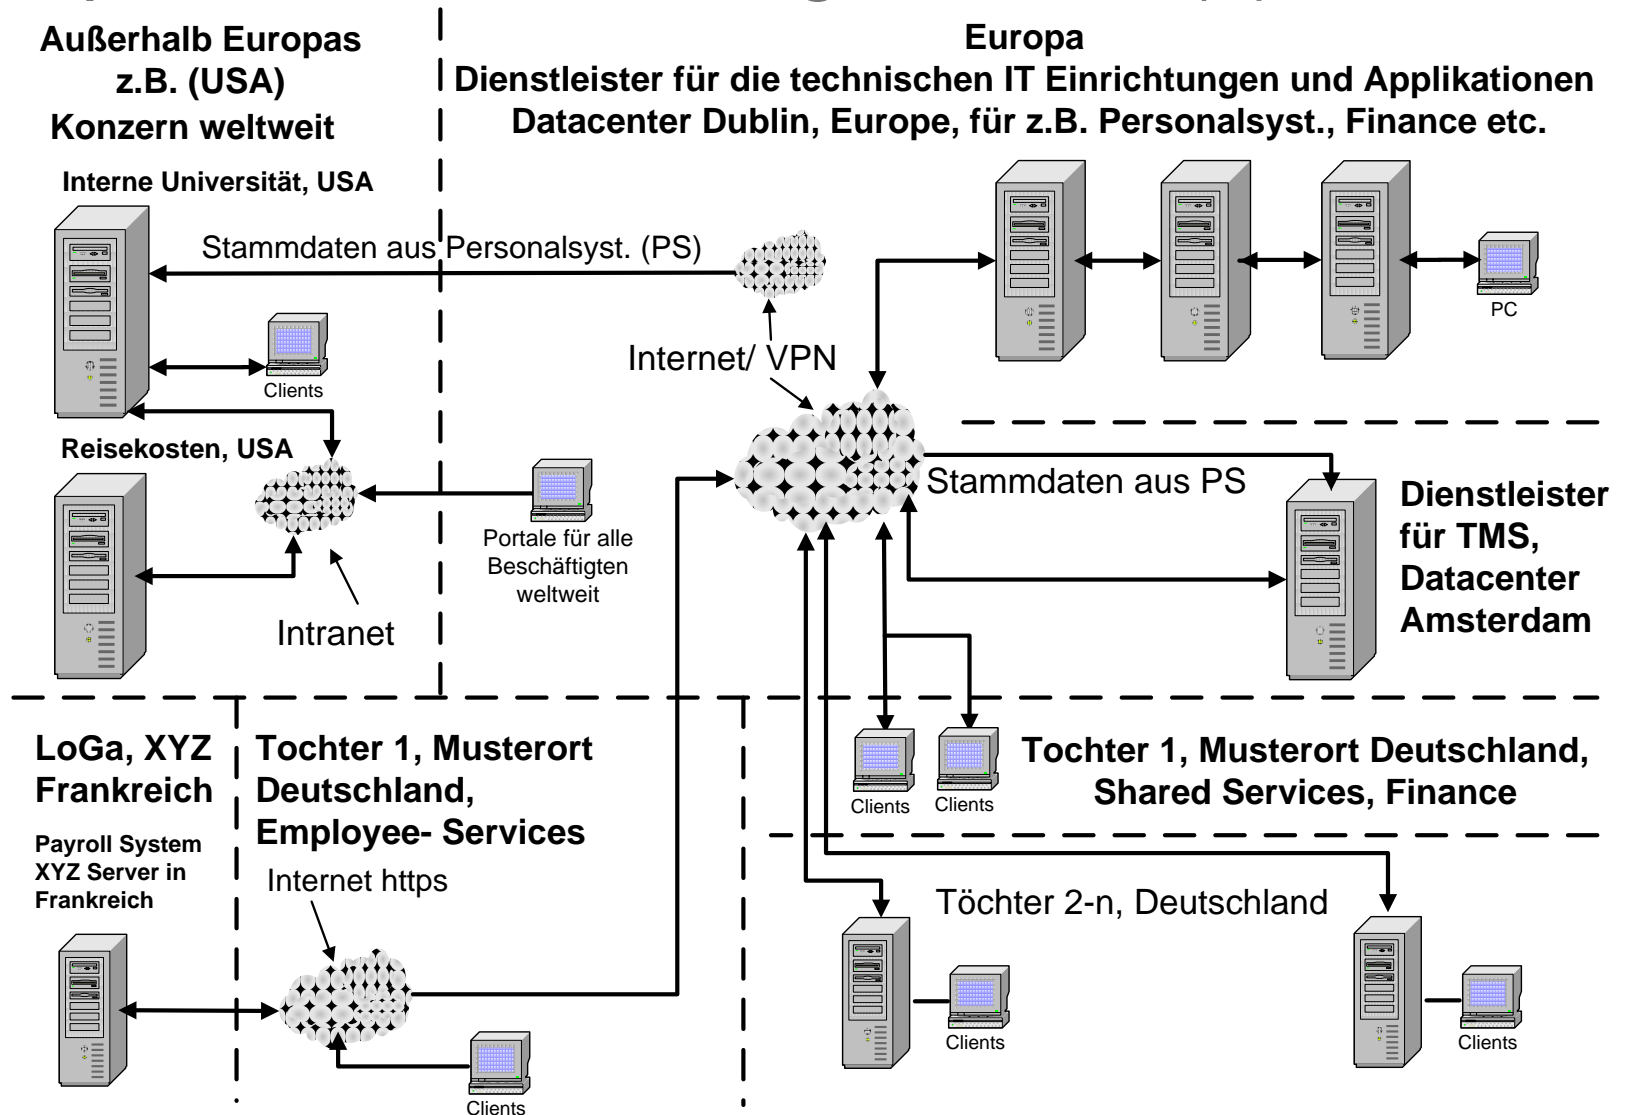 Außerhalb Europas
z.B. (USA)
Konzern weltweit
Europa
Dienstleister für die technischen IT Einrichtungen und Applikationen
Datacenter Dublin, Europe, für z.B. Personalsyst., Finance etc.
Interne Universität, USA
Stammdaten aus Personalsyst. (PS)
PC
Internet/ VPN
Clients
Reisekosten, USA
Stammdaten aus PS
Dienstleister
für TMS,
Datacenter
Amsterdam
Portale für alle
Beschäftigten
weltweit
Intranet
LoGa, XYZ
Frankreich
Payroll System
XYZ Server in
Frankreich
Tochter 1, Musterort
Deutschland,
Employee- Services
Internet https
Clients
Clients
Clients
Tochter 1, Musterort Deutschland,
Shared Services, Finance
Töchter 2-n, Deutschland
Clients
Clients